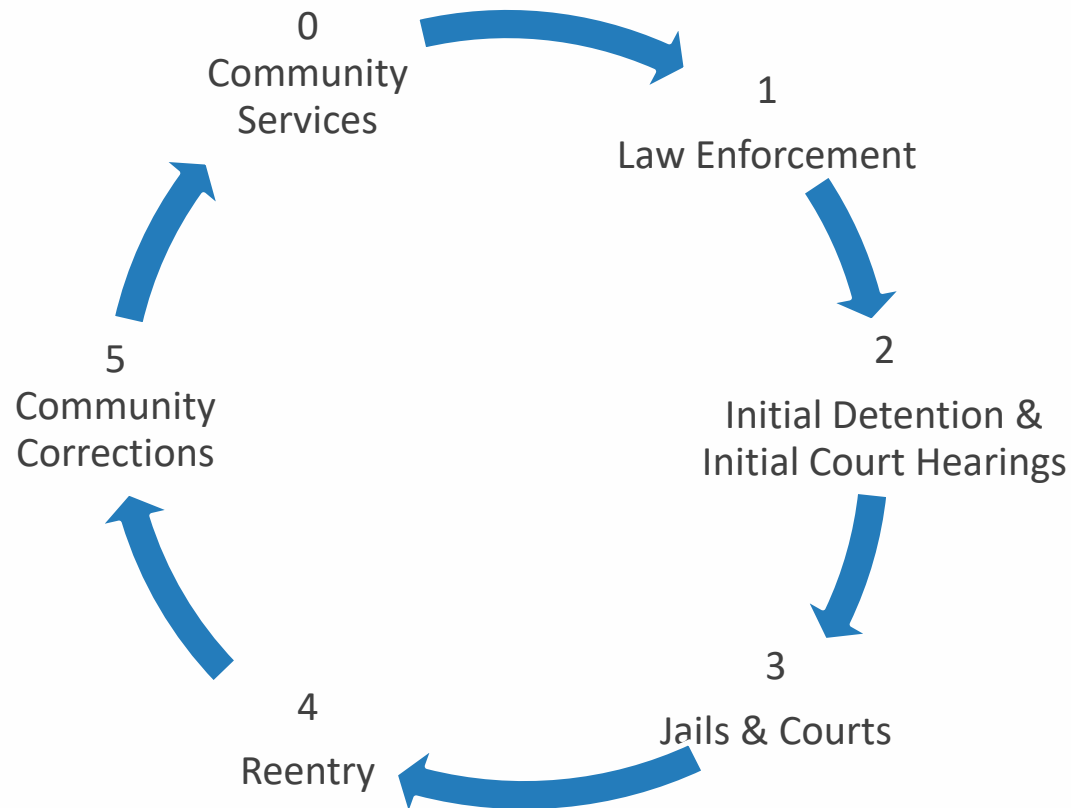 0
Community
Services
1
Law Enforcement
2
Initial Detention &
Initial Court Hearings
3
Jails & Courts
4
Reentry
5
Community
Corrections